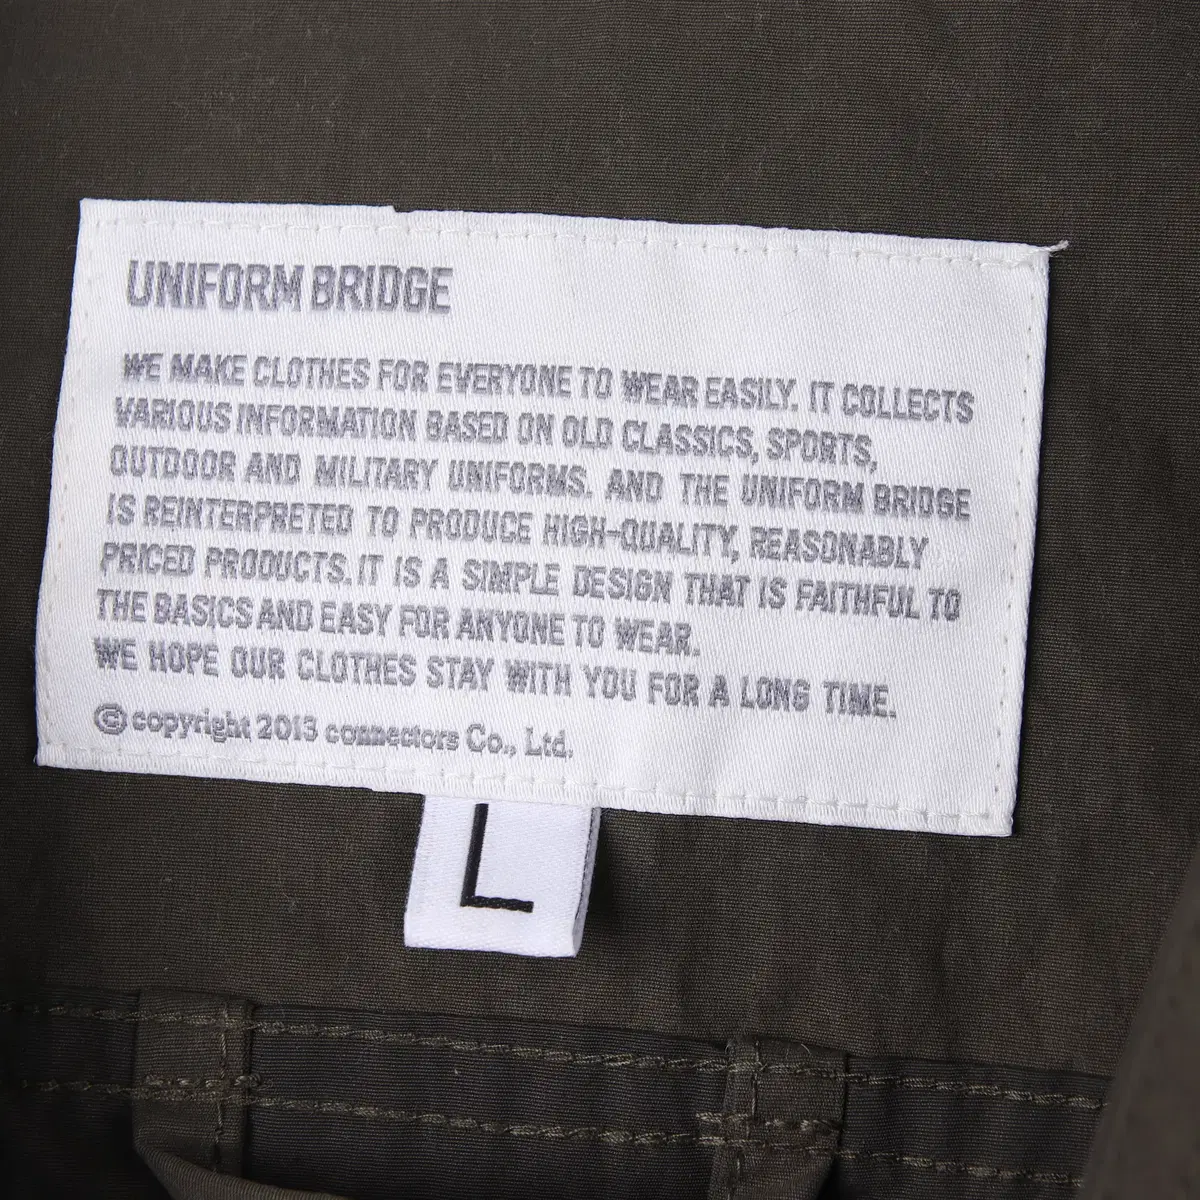 UNIFORM BRIDGE
WE MAKE CLOTHES FOR EVERYONE TO WEAR EASILY. IT COLLECTS
VARIOUS INFORMATION BASED ON OLD CLASSICS, SPORTS,
OUTDOOR AND MILITARY UNIFORMS. AND THE UNIFORM BRIDGE
IS REINTERPRETED TO PRODUCE HIGH-QUALITY, REASONABLY
PRICED PRODUCTS. IT IS A SIMPLE DESIGN THAT IS FAITHFUL TO
THE BASICS AND EASY FOR ANYONE TO WEAR.
WE HOPE OUR CLOTHES STAY WITH YOU FOR A LONG TIME.
© copyright 2013 connectors Co., Ltd.
L